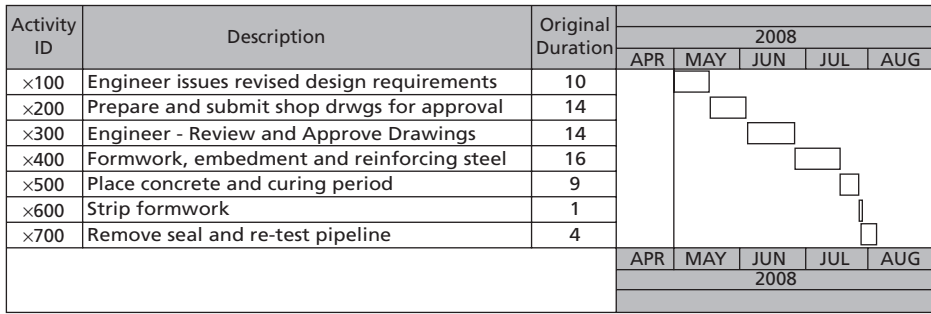 Activity ID Description Original Duration 2008
APR MAY JUN JUL AUG
×100 Engineer issues revised design requirements 10
×200 Prepare and submit shop drwgs for approval 14
×300 Engineer - Review and Approve Drawings 14
×400 Formwork, embedment and reinforcing steel 16
×500 Place concrete and curing period 9
×600 Strip formwork 1
×700 Remove seal and re-test pipeline 4
APR MAY JUN JUL AUG
2008